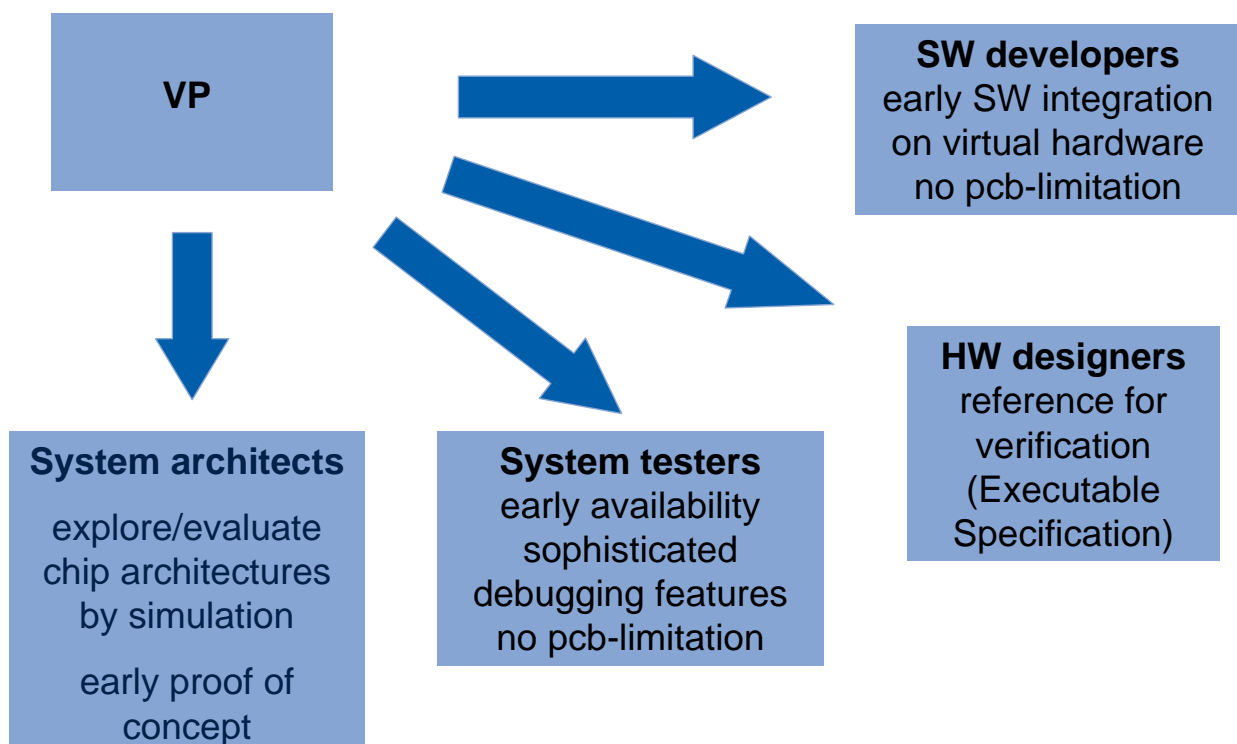 VP
SW developers
early SW integration
on virtual hardware
no pcb-limitation
HW designers
reference for
verification
(Executable
Specification)
System architects
explore/evaluate
chip architectures
by simulation
early proof of
concept
System testers
early availability
sophisticated
debugging features
no pcb-limitation